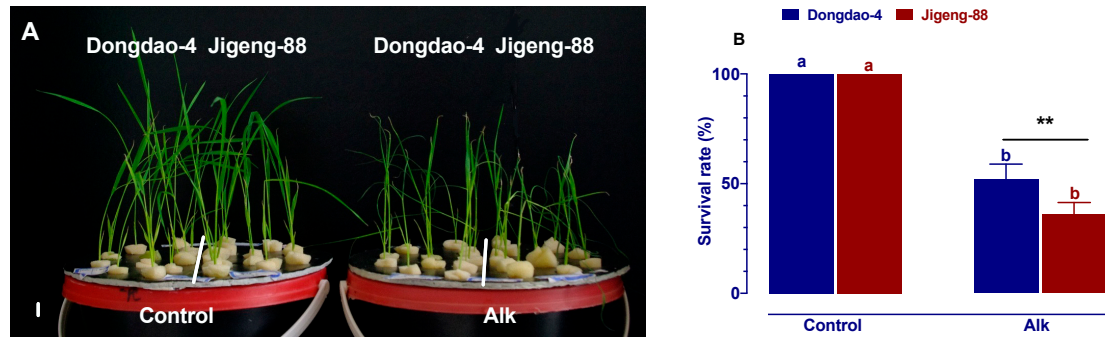 A
Dongdao-4 Jigeng-88 Dongdao-4 Jigeng-88
Control Alk
Dongdao-4 Jigeng-88
B
a a
**
b
b
Survival rate (%)
100
50
0
Control Alk